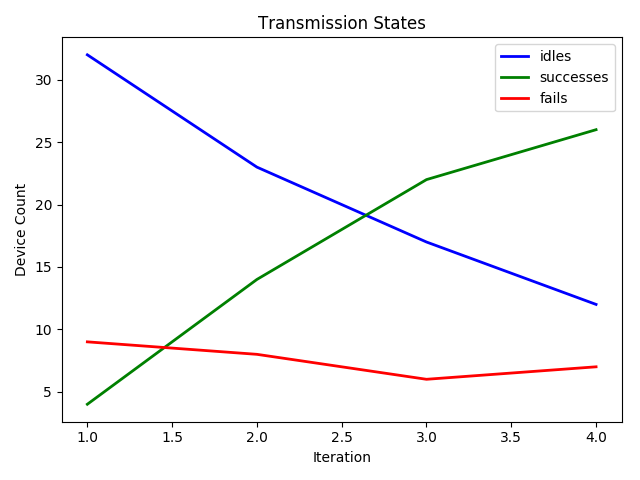 Transmission States
idles
successes
fails
Device Count
30
25
20
15
10
5
1.0 1.5 2.0 2.5 3.0 3.5 4.0
Iteration